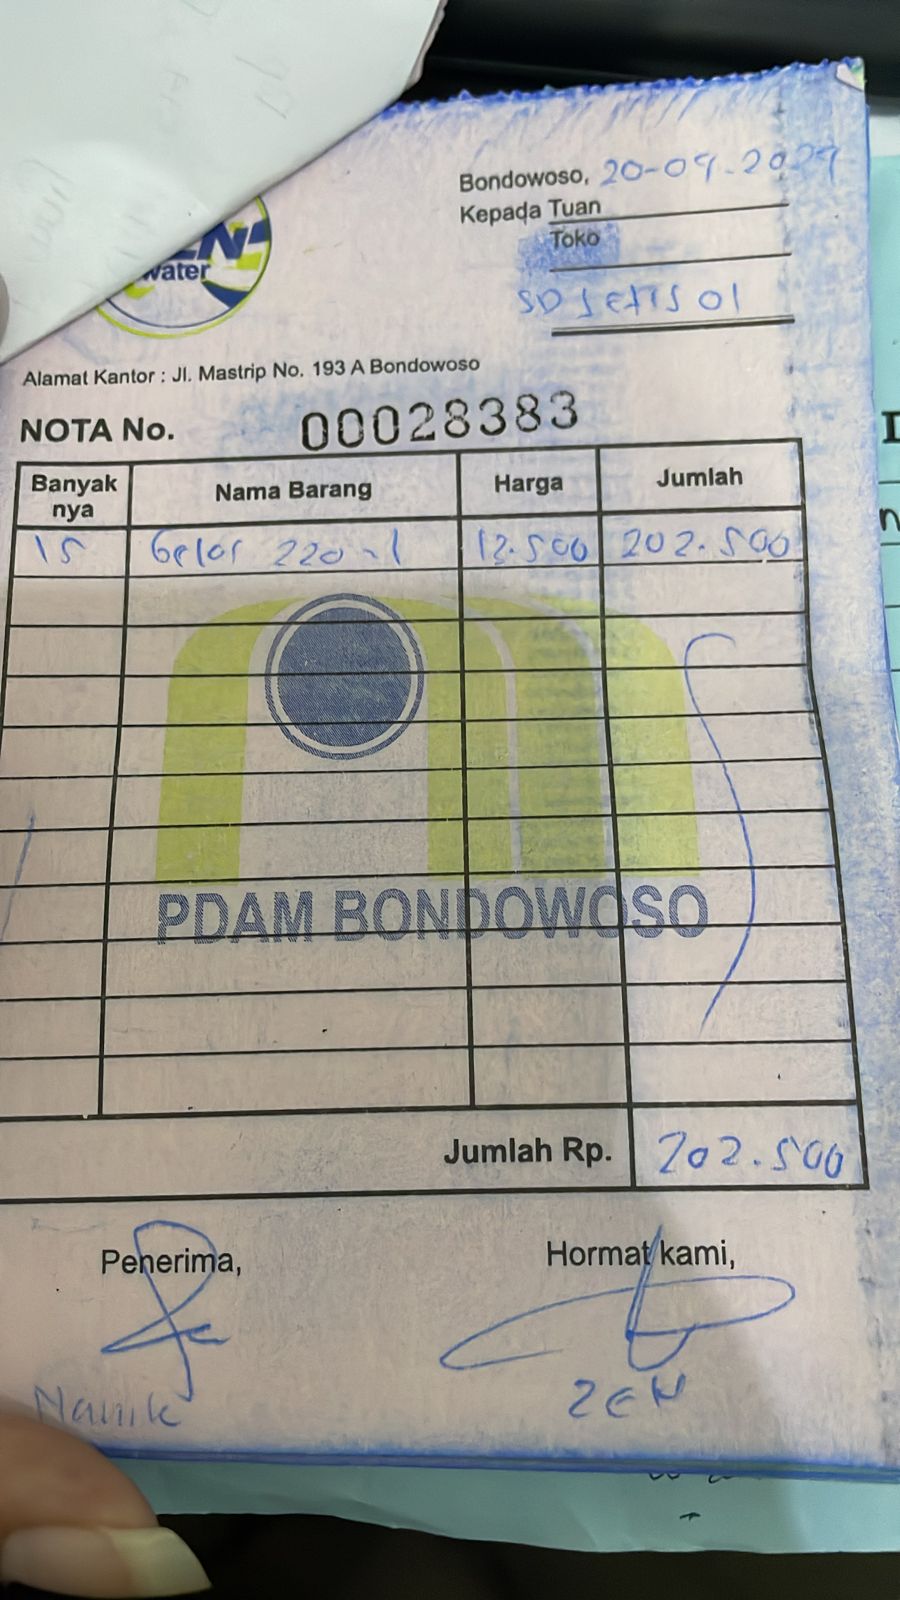 water
Bondowoso, 20-09-2024
Kepada Tuan
Toko
SD Jetis 01
Alamat Kantor : Jl. Mastrip No. 193 A Bondowoso
NOTA No. 00028383
Banyak nya Nama Barang Harga Jumlah
15 Gelas 220 ml 13.500 202.500
PDAM BONDOWOSO
Jumlah Rp. 202.500
Penerima, Hormat kami,
Nanik ZEN